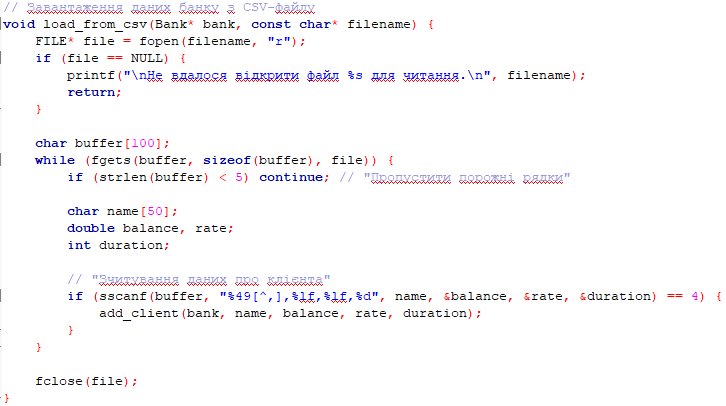 // Завантаження даних банку з CSV-файлу
void load_from_csv(Bank* bank, const char* filename) {
    FILE* file = fopen(filename, "r");
    if (file == NULL) {
        printf("\nНе вдалося відкрити файл %s для читання.\n", filename);
        return;
    }

    char buffer[100];
    while (fgets(buffer, sizeof(buffer), file)) {
        if (strlen(buffer) < 5) continue; // "Пропустити порожні рядки"

        char name[50];
        double balance, rate;
        int duration;

        // "Зчитування даних про клієнта"
        if (sscanf(buffer, "%49[^,],%lf,%lf,%d", name, &balance, &rate, &duration) == 4) {
            add_client(bank, name, balance, rate, duration);
        }
    }

    fclose(file);
}